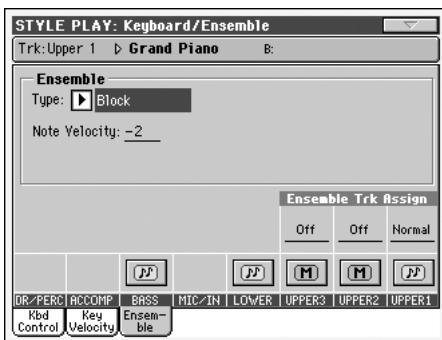 STYLE PLAY: Keyboard/Ensemble
Trk:Upper 1 Grand Piano B:
Ensemble
Type: Block
Note Velocity: -2
Ensemble Trk Assign
Off Off Normal
M M
DR/PERC ACCOMP BASS MIC/IN LOWER UPPER3 UPPER2 UPPER1
Kbd Control Key Velocity Ensem-ble